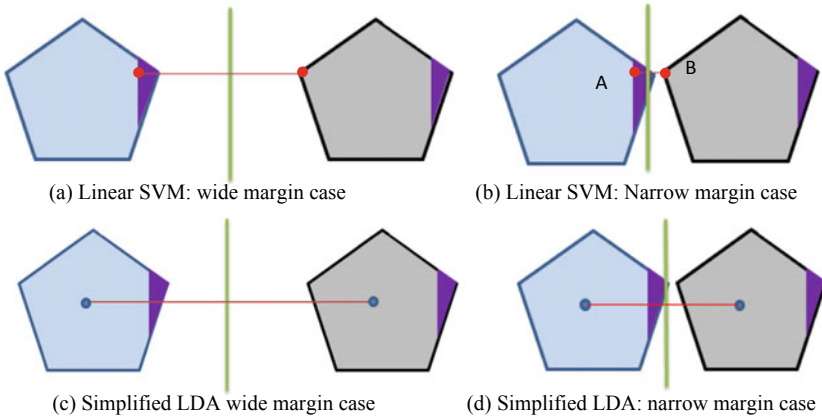 A
B
(a) Linear SVM: wide margin case
(b) Linear SVM: Narrow margin case
(c) Simplified LDA wide margin case
(d) Simplified LDA: narrow margin case